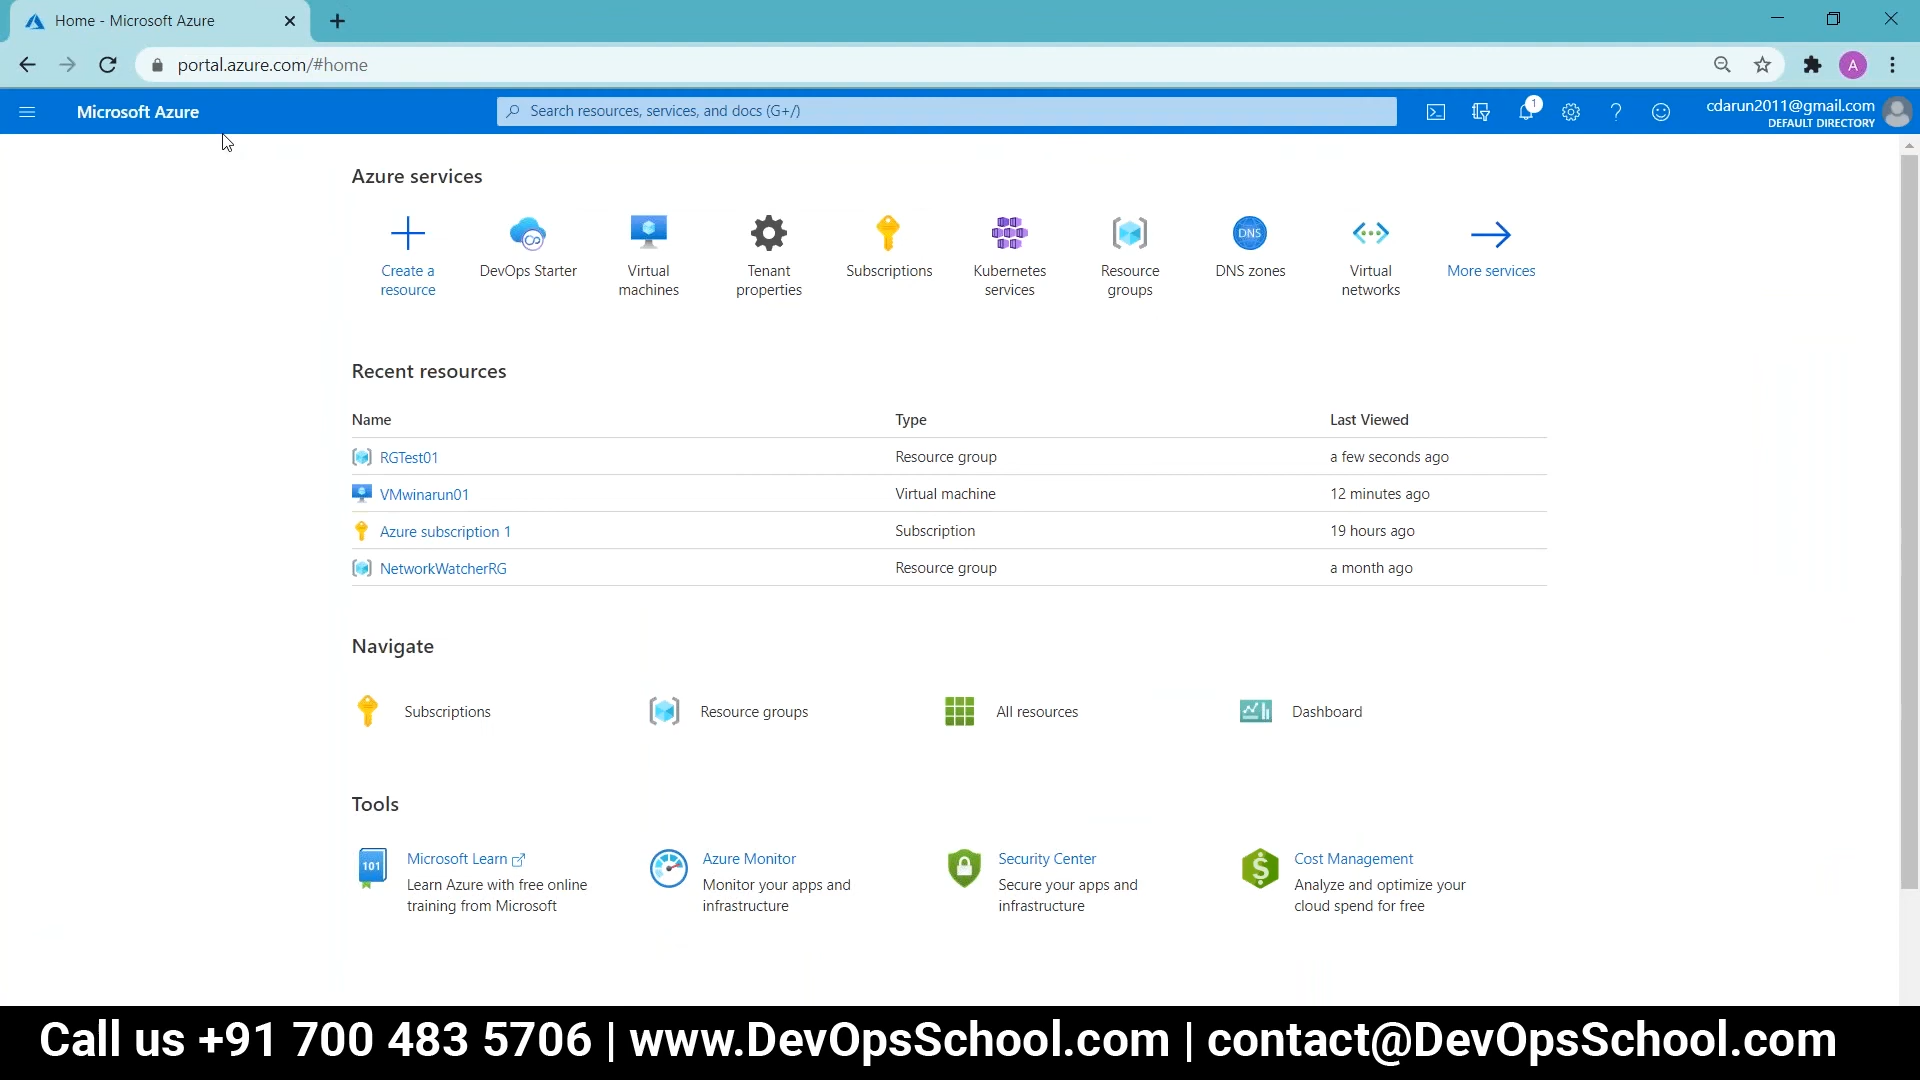 Home - Microsoft Azure
portal.azure.com/#home
A
Microsoft Azure
Search resources, services, and docs (G+/)
1
cdarun2011@gmail.com
DEFAULT DIRECTORY
Azure services
Create a resource
DevOps Starter
Virtual machines
Tenant properties
Subscriptions
Kubernetes services
Resource groups
DNS
DNS zones
Virtual networks
More services
Recent resources
Name Type Last Viewed
RGTest01 Resource group a few seconds ago
VMwinarun01 Virtual machine 12 minutes ago
Azure subscription 1 Subscription 19 hours ago
NetworkWatcherRG Resource group a month ago
Navigate
Subscriptions Resource groups All resources Dashboard
Tools
101
Microsoft Learn
Learn Azure with free online
training from Microsoft
Azure Monitor
Monitor your apps and
infrastructure
Security Center
Secure your apps and
infrastructure
$
Cost Management
Analyze and optimize your
cloud spend for free
Call us +91 700 483 5706 | www.DevOpsSchool.com | contact@DevOpsSchool.com